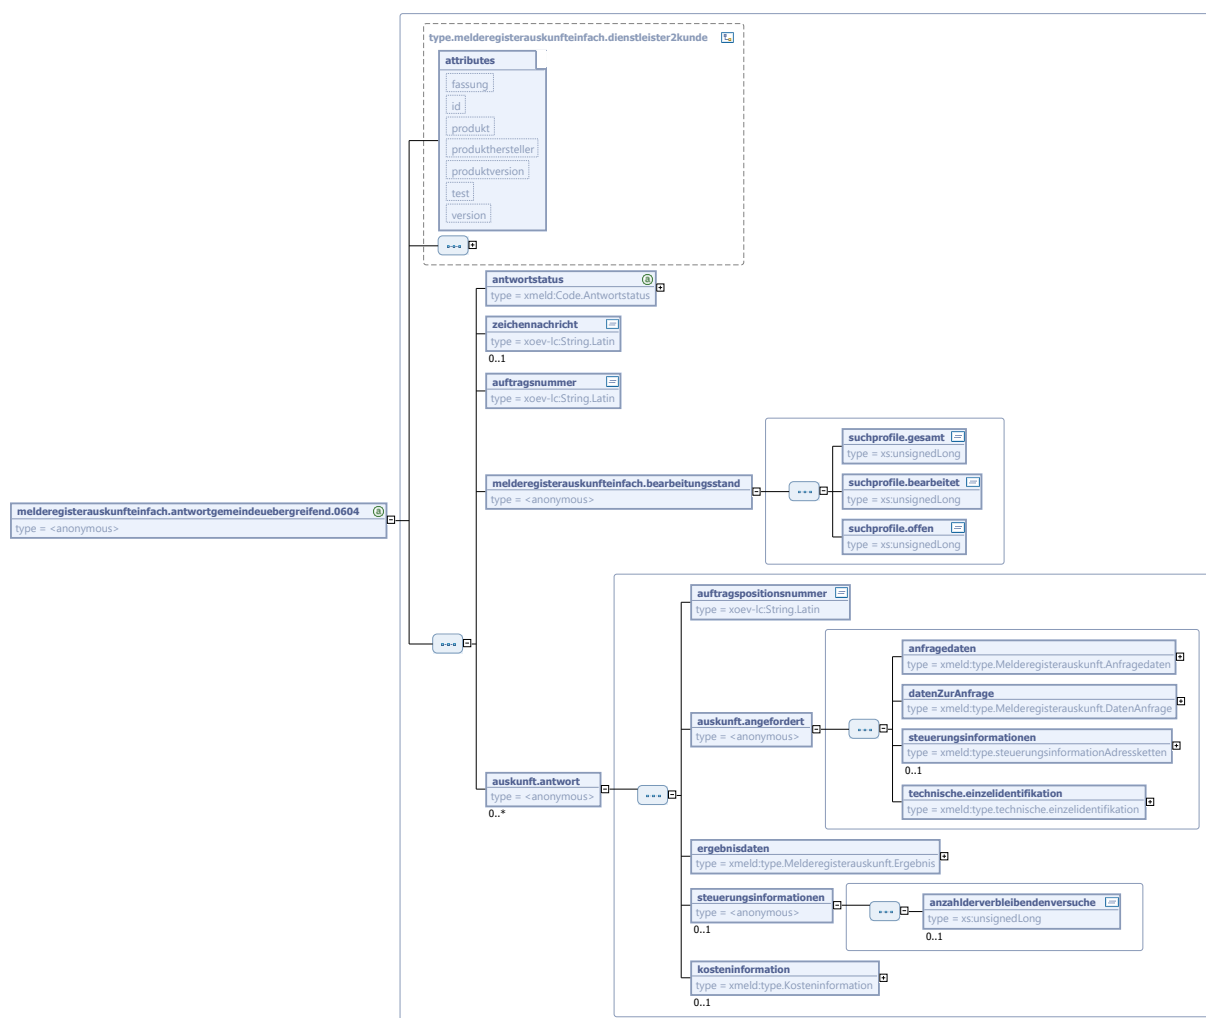 type.melderegisterauskunfteinfach.dienstleister2kunde
attributes
fassung
id
produkt
produkthersteller
produktversion
test
version
antwortstatus
type = xmeld:Code.Antwortstatus
zeichennachricht
type = xoev-lc:String.Latin
0..1
auftragsnummer
type = xoev-lc:String.Latin
melderegisterauskunfteinfach.bearbeitungsstand
type = <anonymous>
suchprofile.gesamt
type = xs:unsignedLong
suchprofile.bearbeitet
type = xs:unsignedLong
suchprofile.offen
type = xs:unsignedLong
melderegisterauskunfteinfach.antwortgemeindeuebergreifend.0604
type = <anonymous>
auskunft.antwort
type = <anonymous>
0..*
auftragspositionsnummer
type = xoev-lc:String.Latin
auskunft.angefordert
type = <anonymous>
anfragedaten
type = xmeld:type.Melderegisterauskunft.Anfragedaten
datenZurAnfrage
type = xmeld:type.Melderegisterauskunft.DatenAnfrage
steuerungsinformationen
type = xmeld:type.steuerungsinformationAdressketten
0..1
technische.einzelidentifikation
type = xmeld:type.technische.einzelidentifikation
ergebnisdaten
type = xmeld:type.Melderegisterauskunft.Ergebnis
steuerungsinformationen
type = <anonymous>
0..1
anzahlderverbleibendenversuche
type = xs:unsignedLong
0..1
kosteninformation
type = xmeld:type.Kosteninformation
0..1